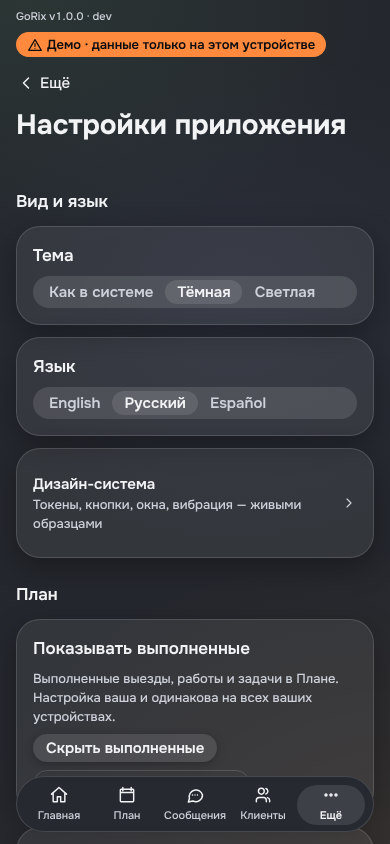 GoRix v1.0.0 · dev
Демо · данные только на этом устройстве
Ещё
Настройки приложения
Вид и язык
Тема
Как в системе Тёмная Светлая
Язык
English Русский Español
Дизайн-система
Токены, кнопки, окна, вибрация — живыми
образцами
План
Показывать выполненные
Выполненные выезды, работы и задачи в Плане.
Настройка ваша и одинакова на всех ваших
устройствах.
Скрыть выполненные
Главная План Сообщения Клиенты Ещё